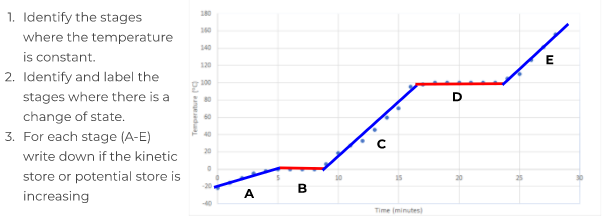 1. Identify the stages
where the temperature
is constant.
2. Identify and label the
stages where there is a
change of state.
3. For each stage (A-E)
write down if the kinetic
store or potential store is
increasing
Temperature (°C)
180
160
140
120
100
80
60
40
20
0
-20
-40
0
5
10
15
20
25
30
A
B
C
D
E
Time (minutes)